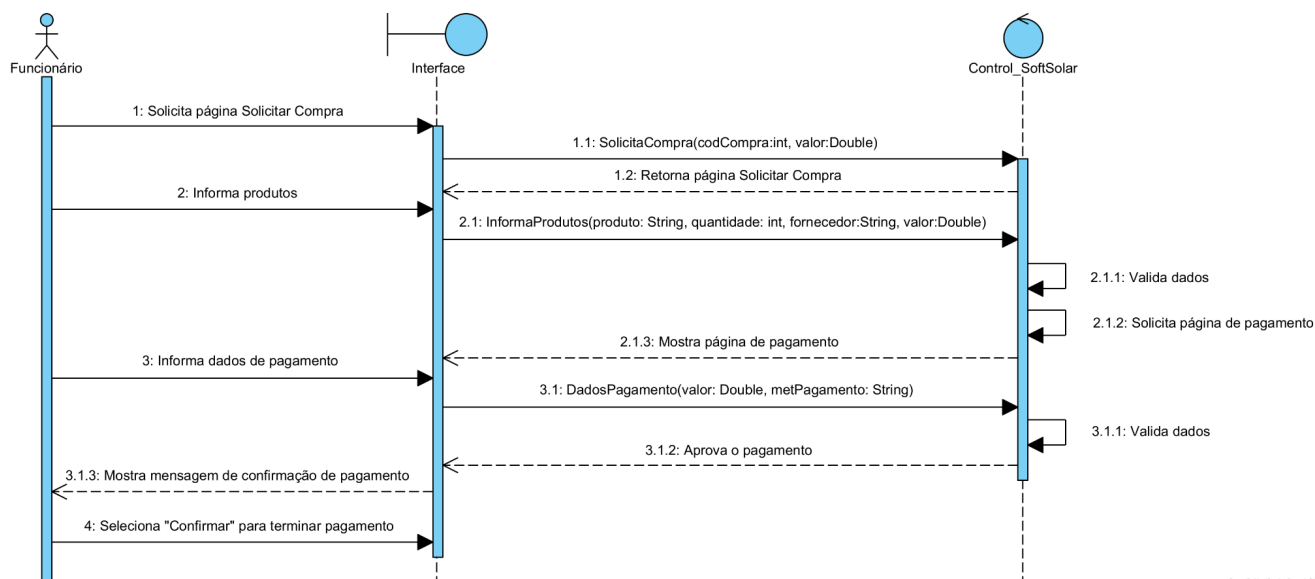 Funcionário
Interface
Control_SoftSolar
1: Solicita página Solicitar Compra
1.1: SolicitaCompra(codCompra:int, valor:Double)
1.2: Retorna página Solicitar Compra
2: Informa produtos
2.1: InformaProdutos(produto: String, quantidade: int, fornecedor:String, valor:Double)
2.1.1: Valida dados
2.1.2: Solicita página de pagamento
2.1.3: Mostra página de pagamento
3: Informa dados de pagamento
3.1: DadosPagamento(valor: Double, metPagamento: String)
3.1.1: Valida dados
3.1.2: Aprova o pagamento
3.1.3: Mostra mensagem de confirmação de pagamento
4: Seleciona "Confirmar" para terminar pagamento